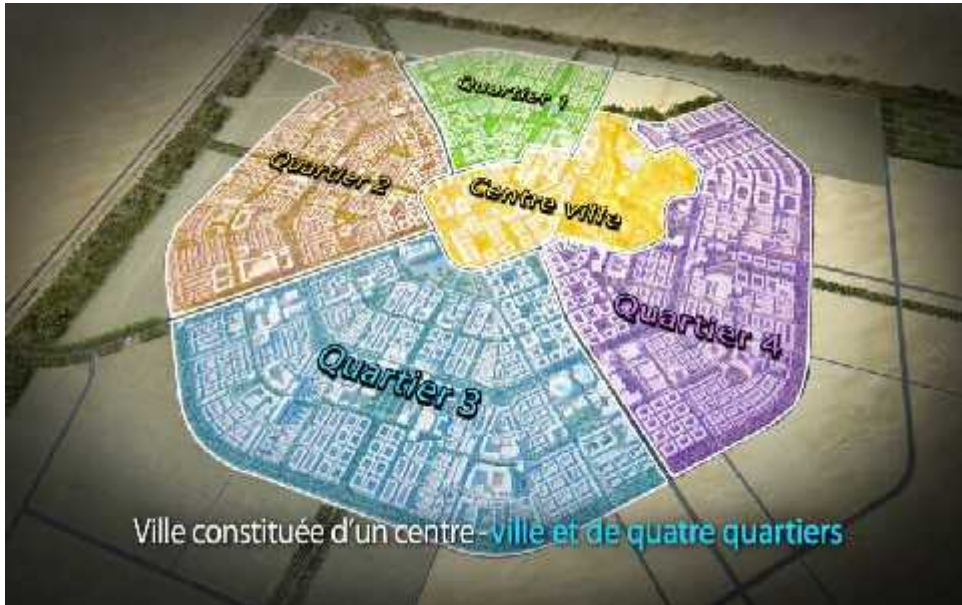 Quartier 1
Quartier 2
Centre ville
Quartier 4
Quartier 3
Ville constituée d'un centre-ville et de quatre quartiers